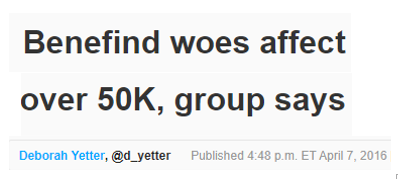 Benefind woes affect
over 50K, group says
Deborah Yetter, @d_yetter Published 4:48 p.m. ET April 7, 2016